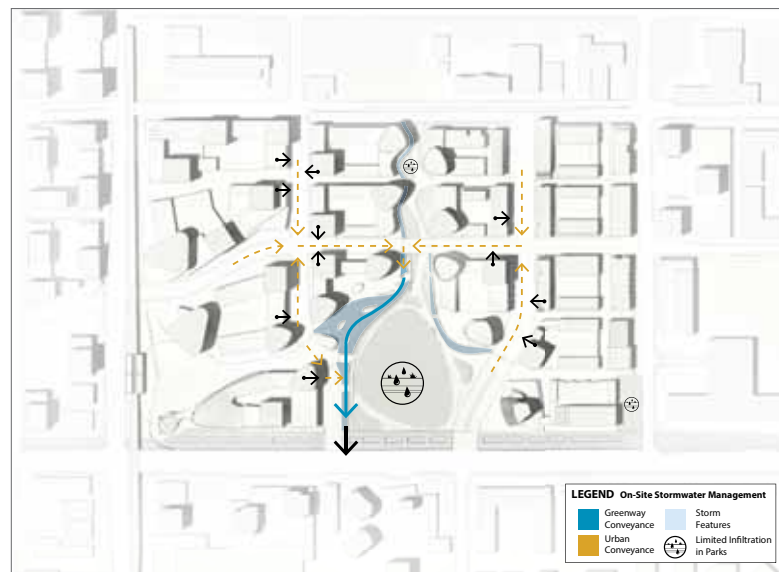 LEGEND On-Site Stormwater Management
Greenway
Conveyance
Storm
Features
Urban
Conveyance
Limited Infiltration
in Parks